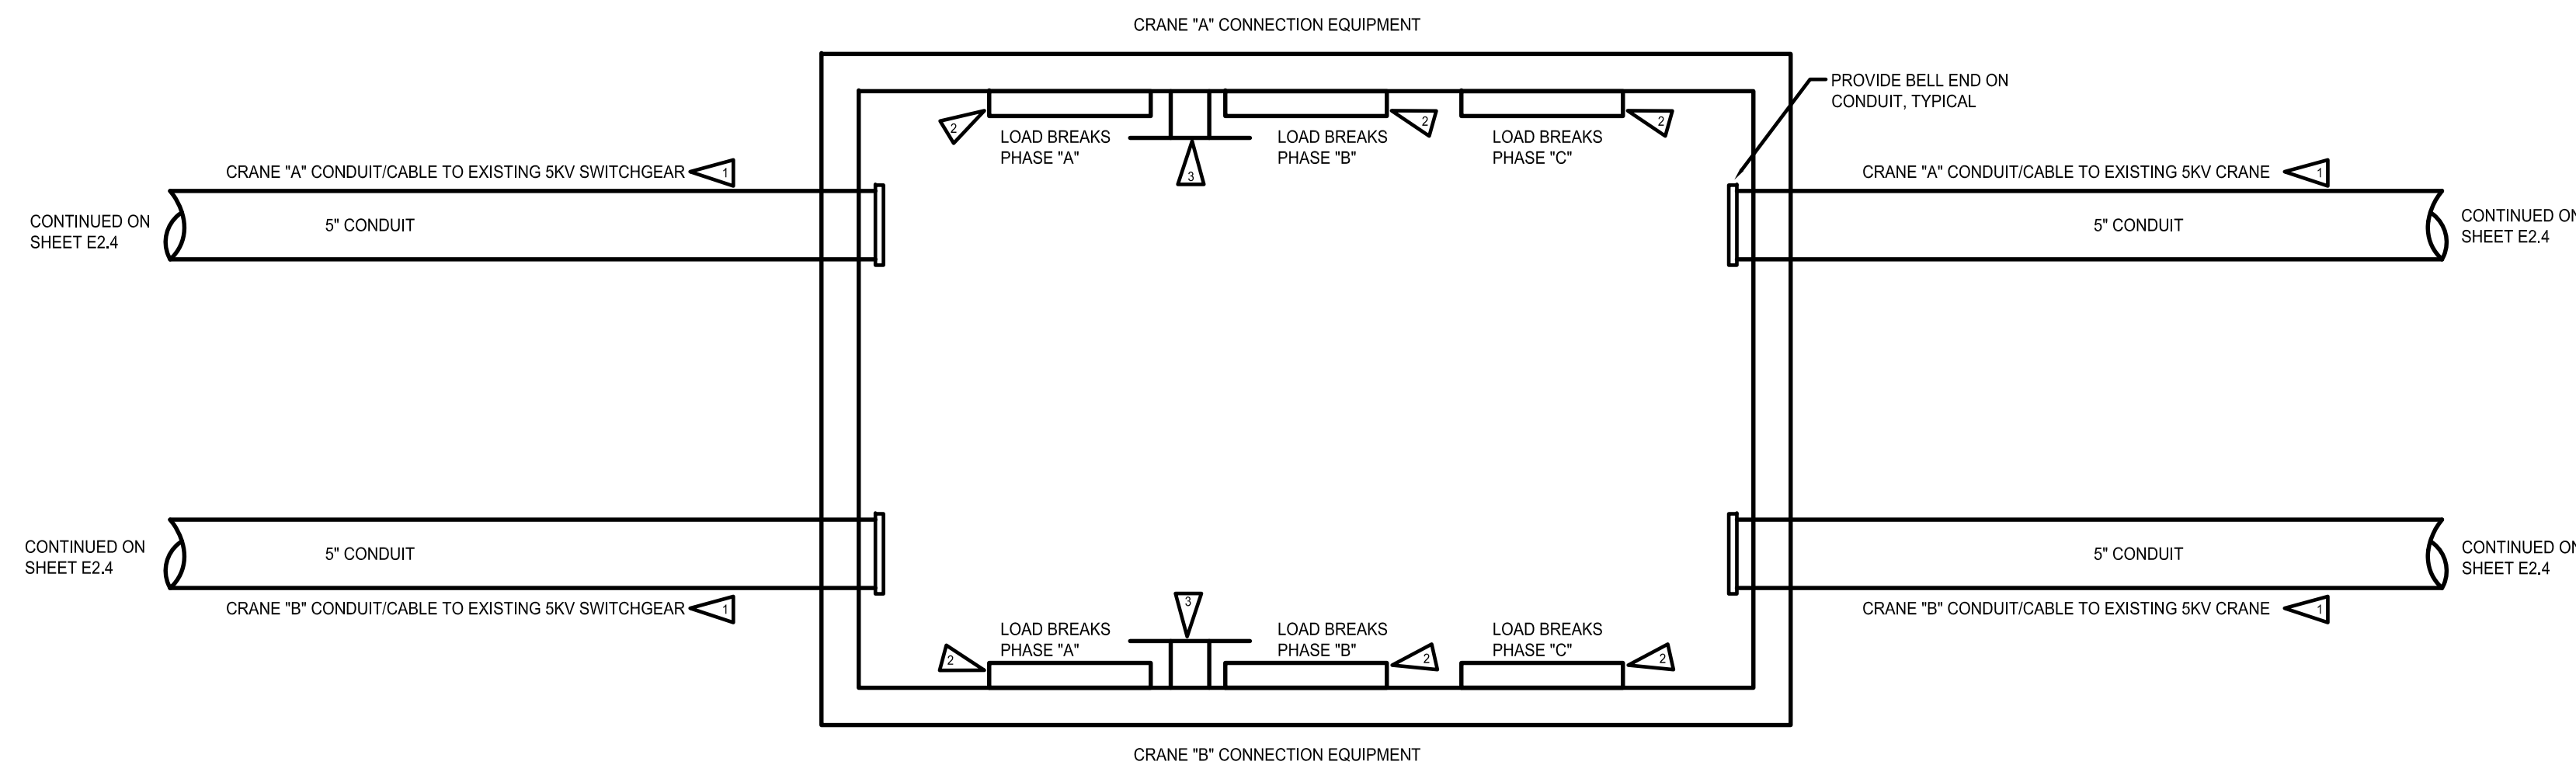 CRANE "A" CONNECTION EQUIPMENT
PROVIDE BELL END ON
CONDUIT, TYPICAL
2
LOAD BREAKS
PHASE "A"
3
LOAD BREAKS
PHASE "B"
2
LOAD BREAKS
PHASE "C"
2
CRANE "A" CONDUIT/CABLE TO EXISTING 5KV SWITCHGEAR
1
CRANE "A" CONDUIT/CABLE TO EXISTING 5KV CRANE
1
CONTINUED ON
SHEET E2.4
5" CONDUIT
5" CONDUIT
CONTINUED ON
SHEET E2.4
CONTINUED ON
SHEET E2.4
5" CONDUIT
5" CONDUIT
CONTINUED ON
SHEET E2.4
CRANE "B" CONDUIT/CABLE TO EXISTING 5KV SWITCHGEAR
1
CRANE "B" CONDUIT/CABLE TO EXISTING 5KV CRANE
1
2
LOAD BREAKS
PHASE "A"
3
LOAD BREAKS
PHASE "B"
2
LOAD BREAKS
PHASE "C"
2
CRANE "B" CONNECTION EQUIPMENT